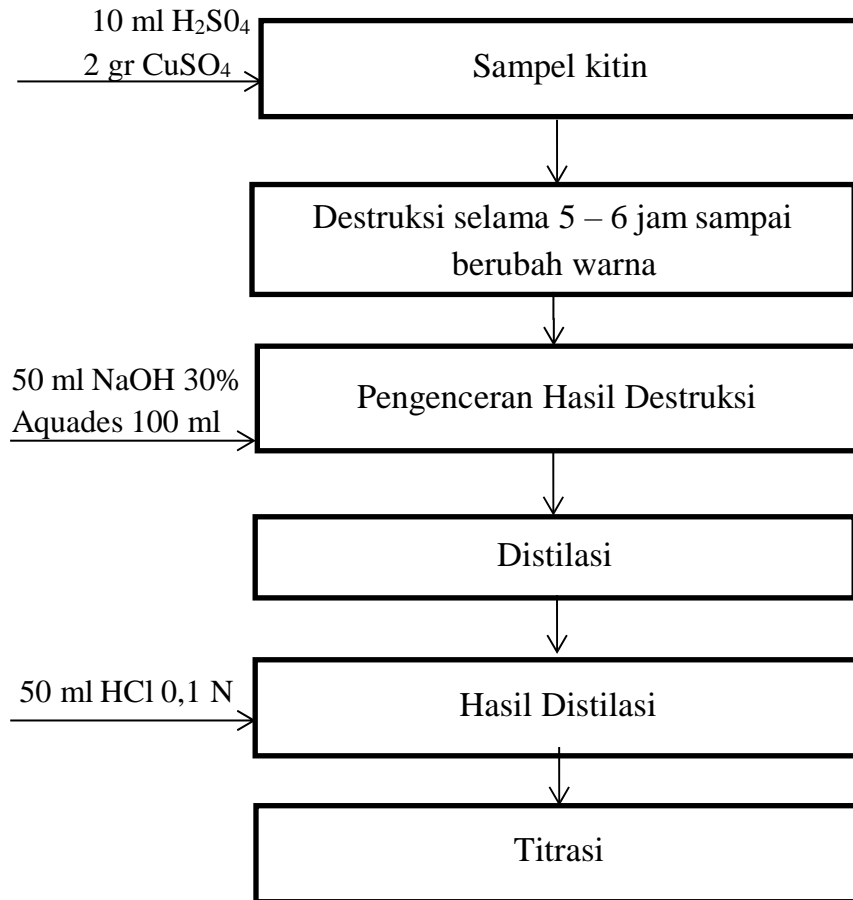 10 ml H₂S0₄
2 gr CuSO₄
Sampel kitin
Destruksi selama 5 – 6 jam sampai
berubah warna
50 ml NaOH 30%
Aquades 100 ml
Pengenceran Hasil Destruksi
Distilasi
50 ml HCl 0,1 N
Hasil Distilasi
Titrasi